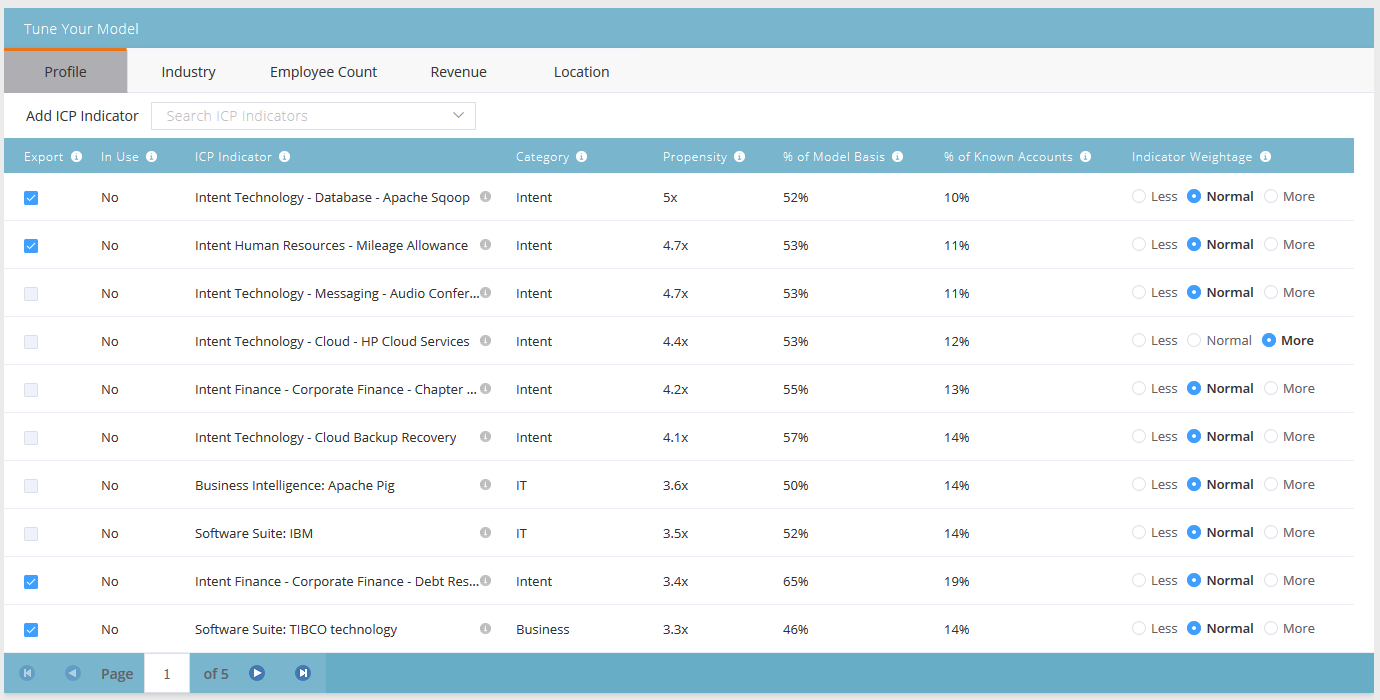 Tune Your Model
Profile Industry Employee Count Revenue Location
Add ICP Indicator Search ICP Indicators
Export In Use ICP Indicator Category Propensity % of Model Basis % of Known Accounts Indicator Weightage
No Intent Technology - Database - Apache Sqoop Intent 5x 52% 10% Less Normal More
No Intent Human Resources - Mileage Allowance Intent 4.7x 53% 11% Less Normal More
No Intent Technology - Messaging - Audio Confer... Intent 4.7x 53% 11% Less Normal More
No Intent Technology - Cloud - HP Cloud Services Intent 4.4x 53% 12% Less Normal More
No Intent Finance - Corporate Finance - Chapter ... Intent 4.2x 55% 13% Less Normal More
No Intent Technology - Cloud Backup Recovery Intent 4.1x 57% 14% Less Normal More
No Business Intelligence: Apache Pig IT 3.6x 50% 14% Less Normal More
No Software Suite: IBM IT 3.5x 52% 14% Less Normal More
No Intent Finance - Corporate Finance - Debt Res... Intent 3.4x 65% 19% Less Normal More
No Software Suite: TIBCO technology Business 3.3x 46% 14% Less Normal More
Page 1 of 5